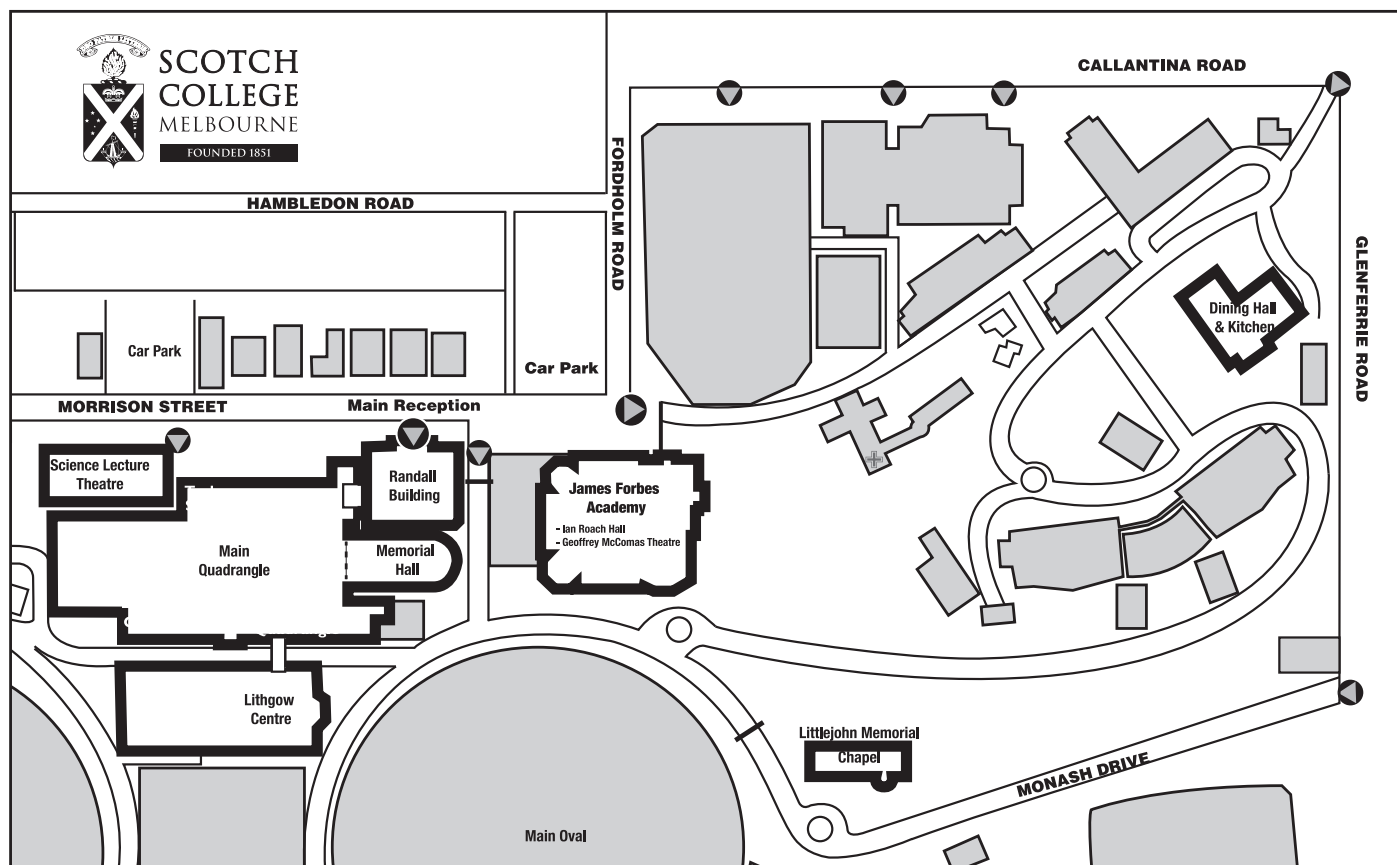 SCOTCH
COLLEGE
MELBOURNE
FOUNDED 1851
CALLANTINA ROAD
FORDHOLM ROAD
HAMBLEDON ROAD
GLENFERRIE ROAD
Dining Hall
& Kitchen
Car Park
Car Park
MORRISON STREET
Main Reception
Science Lecture
Theatre
Randall
Building
James Forbes
Academy
- Ian Roach Hall
- Geoffrey McComas Theatre
Main
Quadrangle
Memorial
Hall
Lithgow
Centre
Littlejohn Memorial
Chapel
MONASH DRIVE
Main Oval